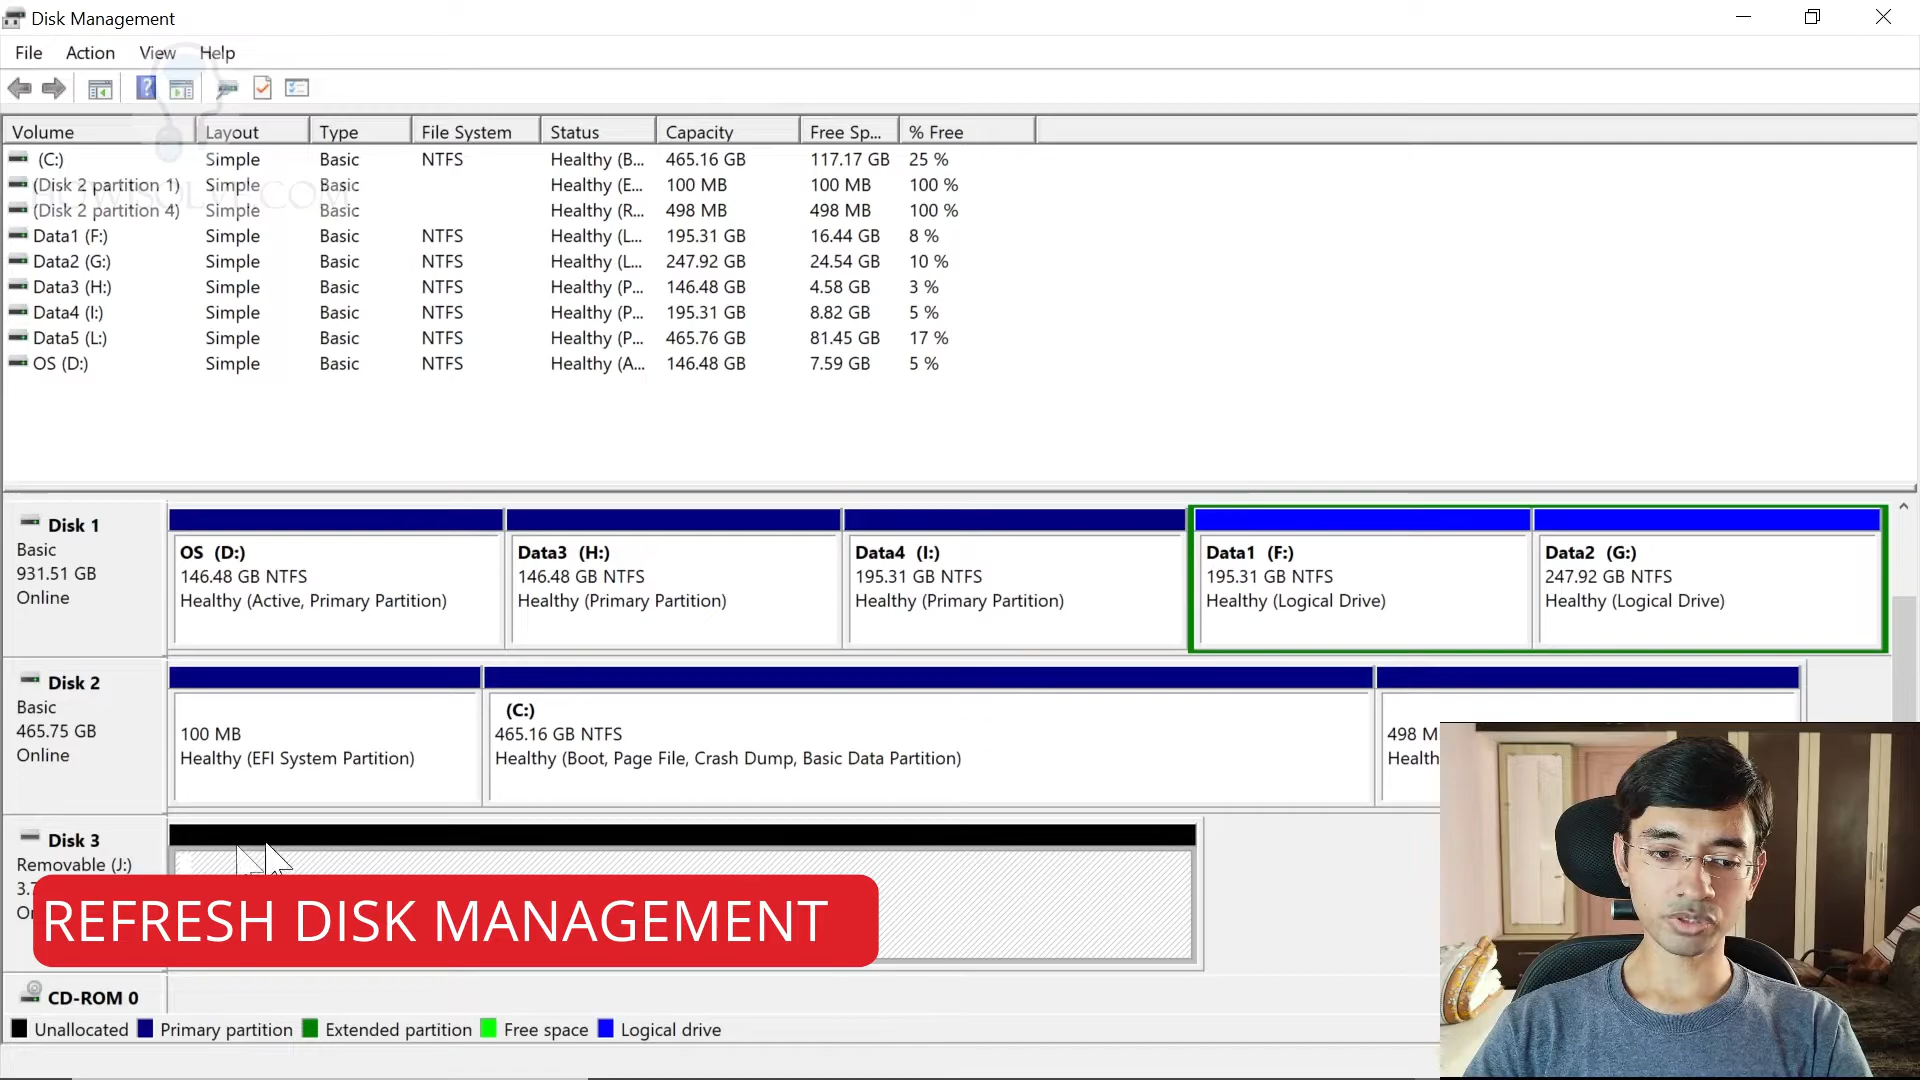 Disk Management
File Action View Help
Volume Layout Type File System Status Capacity Free Sp... % Free
(C:) Simple Basic NTFS Healthy (B... 465.16 GB 117.17 GB 25 %
(Disk 2 partition 1) Simple Basic Healthy (E... 100 MB 100 MB 100 %
(Disk 2 partition 4) Simple Basic Healthy (R... 498 MB 498 MB 100 %
Data1 (F:) Simple Basic NTFS Healthy (L... 195.31 GB 16.44 GB 8 %
Data2 (G:) Simple Basic NTFS Healthy (L... 247.92 GB 24.54 GB 10 %
Data3 (H:) Simple Basic NTFS Healthy (P... 146.48 GB 4.58 GB 3 %
Data4 (I:) Simple Basic NTFS Healthy (P... 195.31 GB 8.82 GB 5 %
Data5 (L:) Simple Basic NTFS Healthy (P... 465.76 GB 81.45 GB 17 %
OS (D:) Simple Basic NTFS Healthy (A... 146.48 GB 7.59 GB 5 %
HOWISOLVE.COM
Disk 1
Basic
931.51 GB
Online
OS (D:)
146.48 GB NTFS
Healthy (Active, Primary Partition)
Data3 (H:)
146.48 GB NTFS
Healthy (Primary Partition)
Data4 (I:)
195.31 GB NTFS
Healthy (Primary Partition)
Data1 (F:)
195.31 GB NTFS
Healthy (Logical Drive)
Data2 (G:)
247.92 GB NTFS
Healthy (Logical Drive)
Disk 2
Basic
465.75 GB
Online
100 MB
Healthy (EFI System Partition)
(C:)
465.16 GB NTFS
Healthy (Boot, Page File, Crash Dump, Basic Data Partition)
498 M
Health
Disk 3
Removable (J:)
3.7
On
REFRESH DISK MANAGEMENT
CD-ROM 0
Unallocated Primary partition Extended partition Free space Logical drive